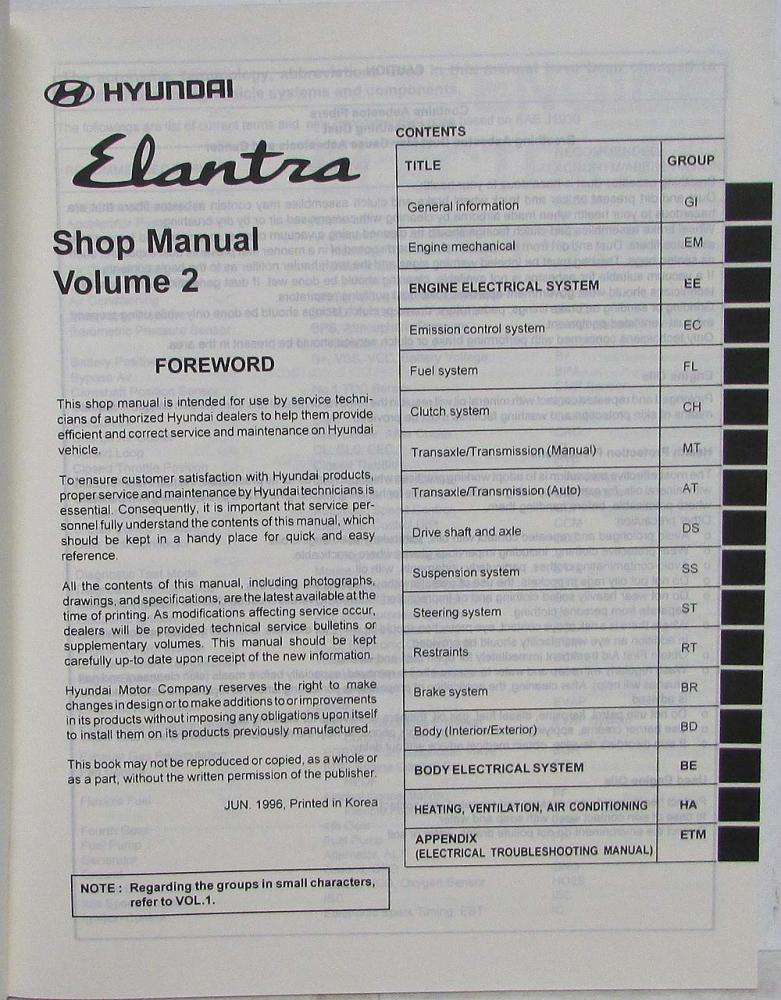 HYUNDAI
Elantra
Shop Manual
Volume 2
FOREWORD
This shop manual is intended for use by service techni-
cians of authorized Hyundai dealers to help them provide
efficient and correct service and maintenance on Hyundai
vehicle.
To ensure customer satisfaction with Hyundai products,
proper service and maintenance by Hyundai technicians is
essential. Consequently, it is important that service per-
sonnel fully understand the contents of this manual, which
should be kept in a handy place for quick and easy
reference.
All the contents of this manual, including photographs,
drawings, and specifications, are the latest available at the
time of printing. As modifications affecting service occur,
dealers will be provided technical service bulletins or
supplementary volumes. This manual should be kept
carefully up-to date upon receipt of the new information.
Hyundai Motor Company reserves the right to make
changes in design or to make additions to or improvements
in its products without imposing any obligations upon itself
to install them on its products previously manufactured.
This book may not be reproduced or copied, as a whole or
as a part, without the written permission of the publisher.
JUN. 1996, Printed in Korea
NOTE : Regarding the groups in small characters,
refer to VOL.1.
CONTENTS
TITLE GROUP
General information GI
Engine mechanical EM
ENGINE ELECTRICAL SYSTEM EE
Emission control system EC
Fuel system FL
Clutch system CH
Transaxle/Transmission (Manual) MT
Transaxle/Transmission (Auto) AT
Drive shaft and axle DS
Suspension system SS
Steering system ST
Restraints RT
Brake system BR
Body (Interior/Exterior) BD
BODY ELECTRICAL SYSTEM BE
HEATING, VENTILATION, AIR CONDITIONING HA
APPENDIX ETM
(ELECTRICAL TROUBLESHOOTING MANUAL)